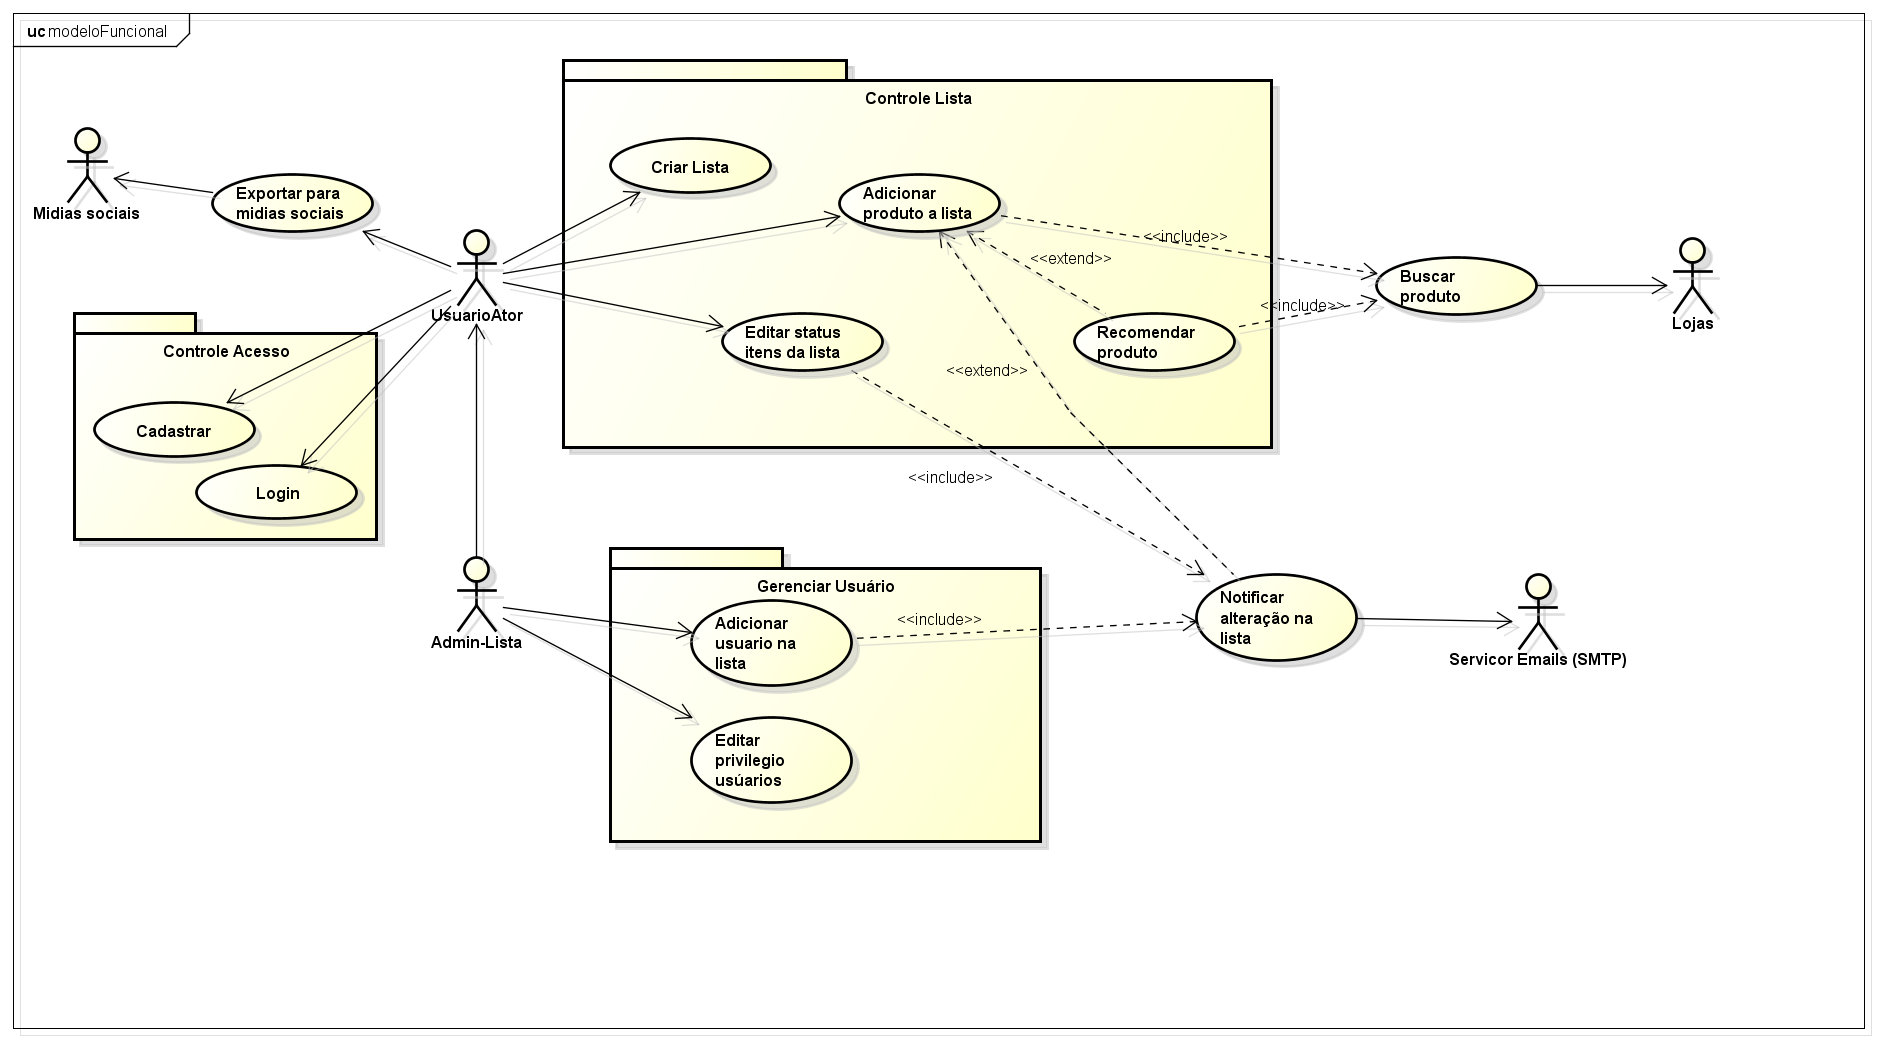 uc modeloFuncional
Controle Lista
Criar Lista
Adicionar
produto a lista
Exportar para
midias sociais
Midias sociais
<<include>>
<<extend>>
Buscar
produto
<<include>>
UsuarioAtor
Lojas
Editar status
itens da lista
Recomendar
produto
Controle Acesso
<<extend>>
Cadastrar
Login
<<include>>
Gerenciar Usuário
Adicionar
usuario na
lista
<<include>>
Notificar
alteração na
lista
Admin-Lista
Servicor Emails (SMTP)
Editar
privilegio
usúarios